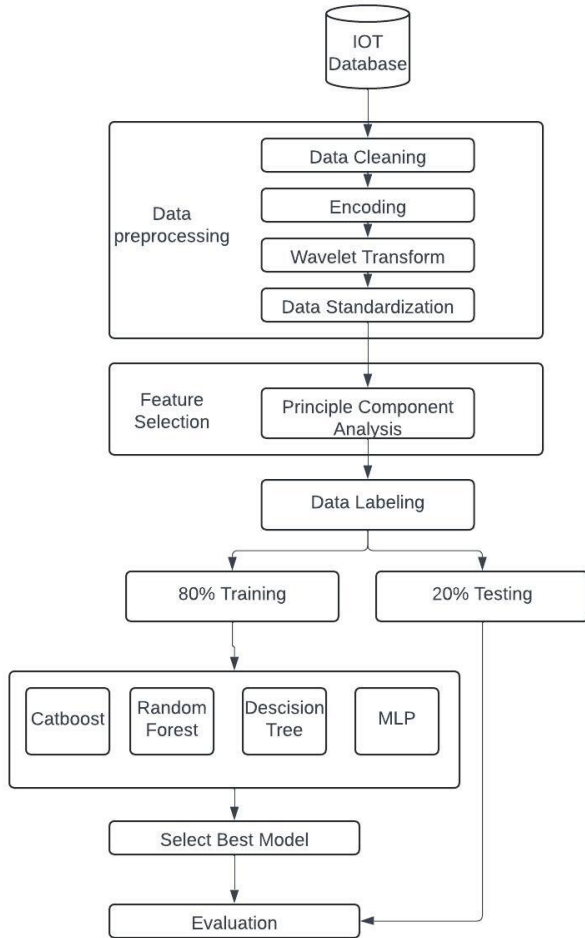 IOT
Database
Data Cleaning
Data
preprocessing
Encoding
Wavelet Transform
Data Standardization
Feature
Selection
Principle Component
Analysis
Data Labeling
80% Training
20% Testing
Catboost
Random
Forest
Descision
Tree
MLP
Select Best Model
Evaluation